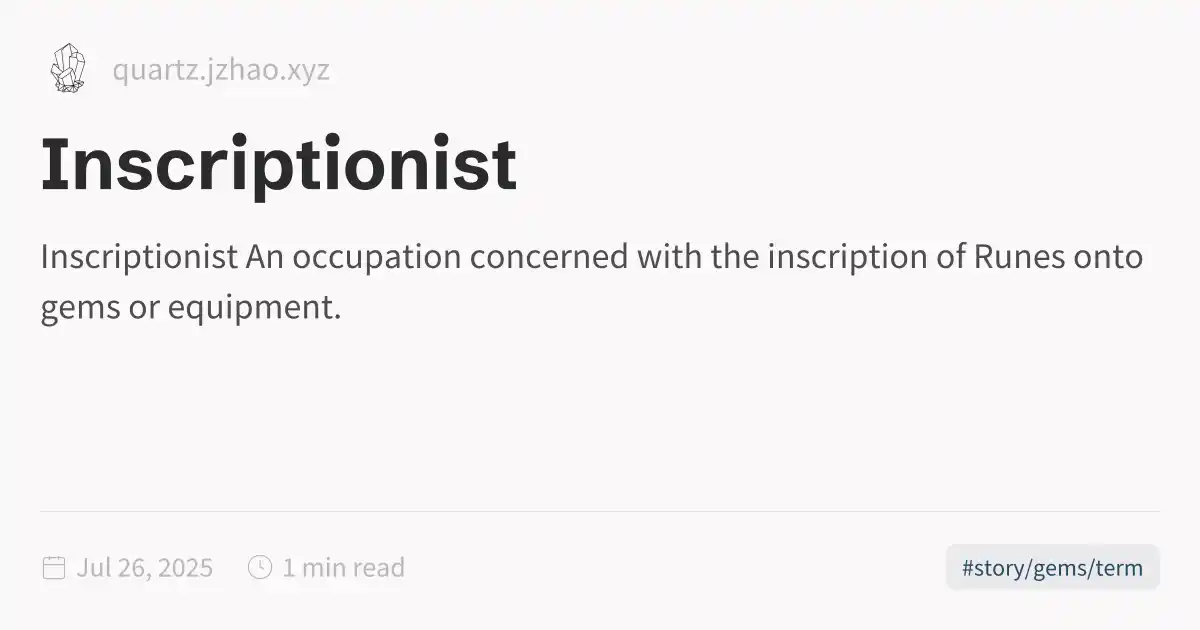 quartz.jzhao.xyz
Inscriptionist
Inscriptionist An occupation concerned with the inscription of Runes onto
gems or equipment.
Jul 26, 2025 1 min read #story/gems/term